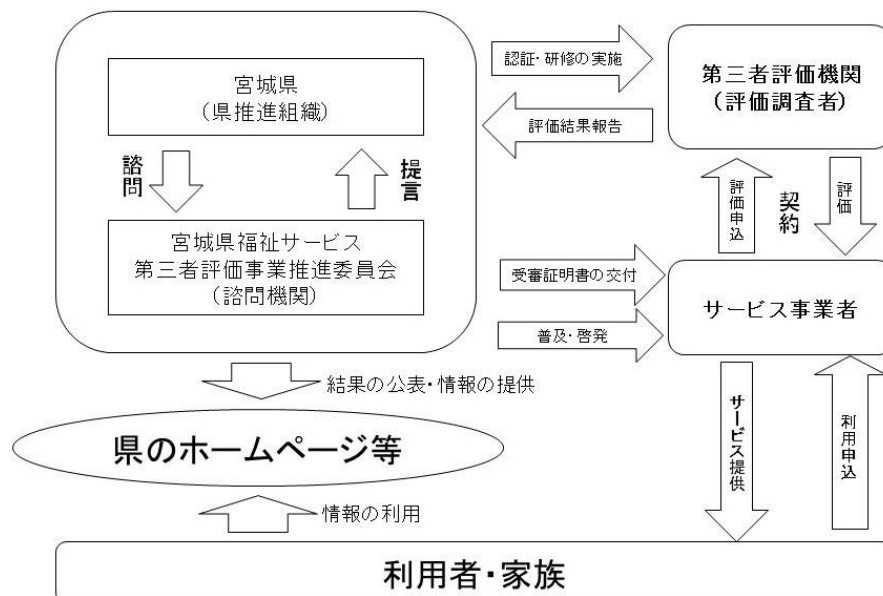 宮城県
(県推進組織)
諮問
提言
宮城県福祉サービス
第三者評価事業推進委員会
(諮問機関)
認証・研修の実施
評価結果報告
第三者評価機関
(評価調査者)
評価申込
契約
評価
受審証明書の交付
普及・啓発
サービス事業者
結果の公表・情報の提供
県のホームページ等
情報の利用
サービス提供
利用申込
利用者・家族